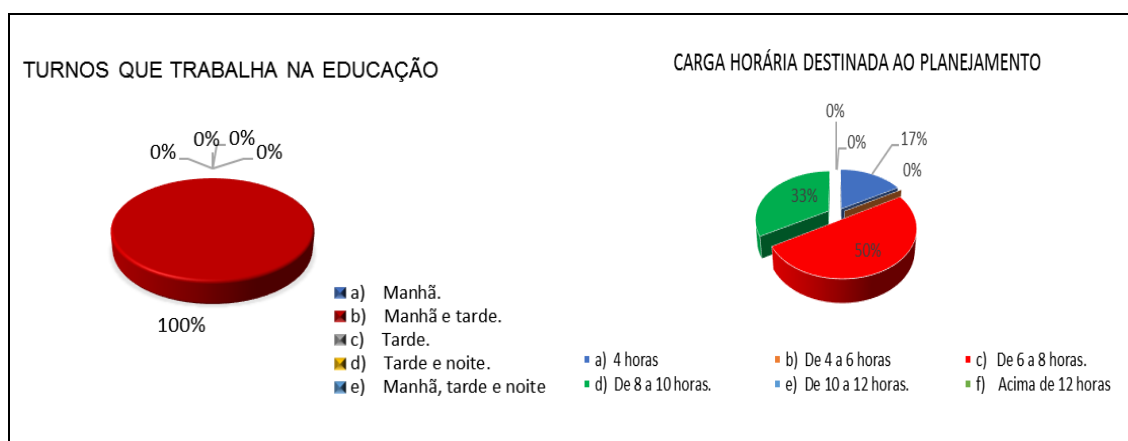 TURNOS QUE TRABALHA NA EDUCAÇÃO
0%
0%
0%
0%
100%
a) Manhã.
b) Manhã e tarde.
c) Tarde.
d) Tarde e noite.
e) Manhã, tarde e noite
CARGA HORÁRIA DESTINADA AO PLANEJAMENTO
0%
0%
17%
0%
33%
50%
a) 4 horas
b) De 4 a 6 horas
c) De 6 a 8 horas.
d) De 8 a 10 horas.
e) De 10 a 12 horas.
f) Acima de 12 horas